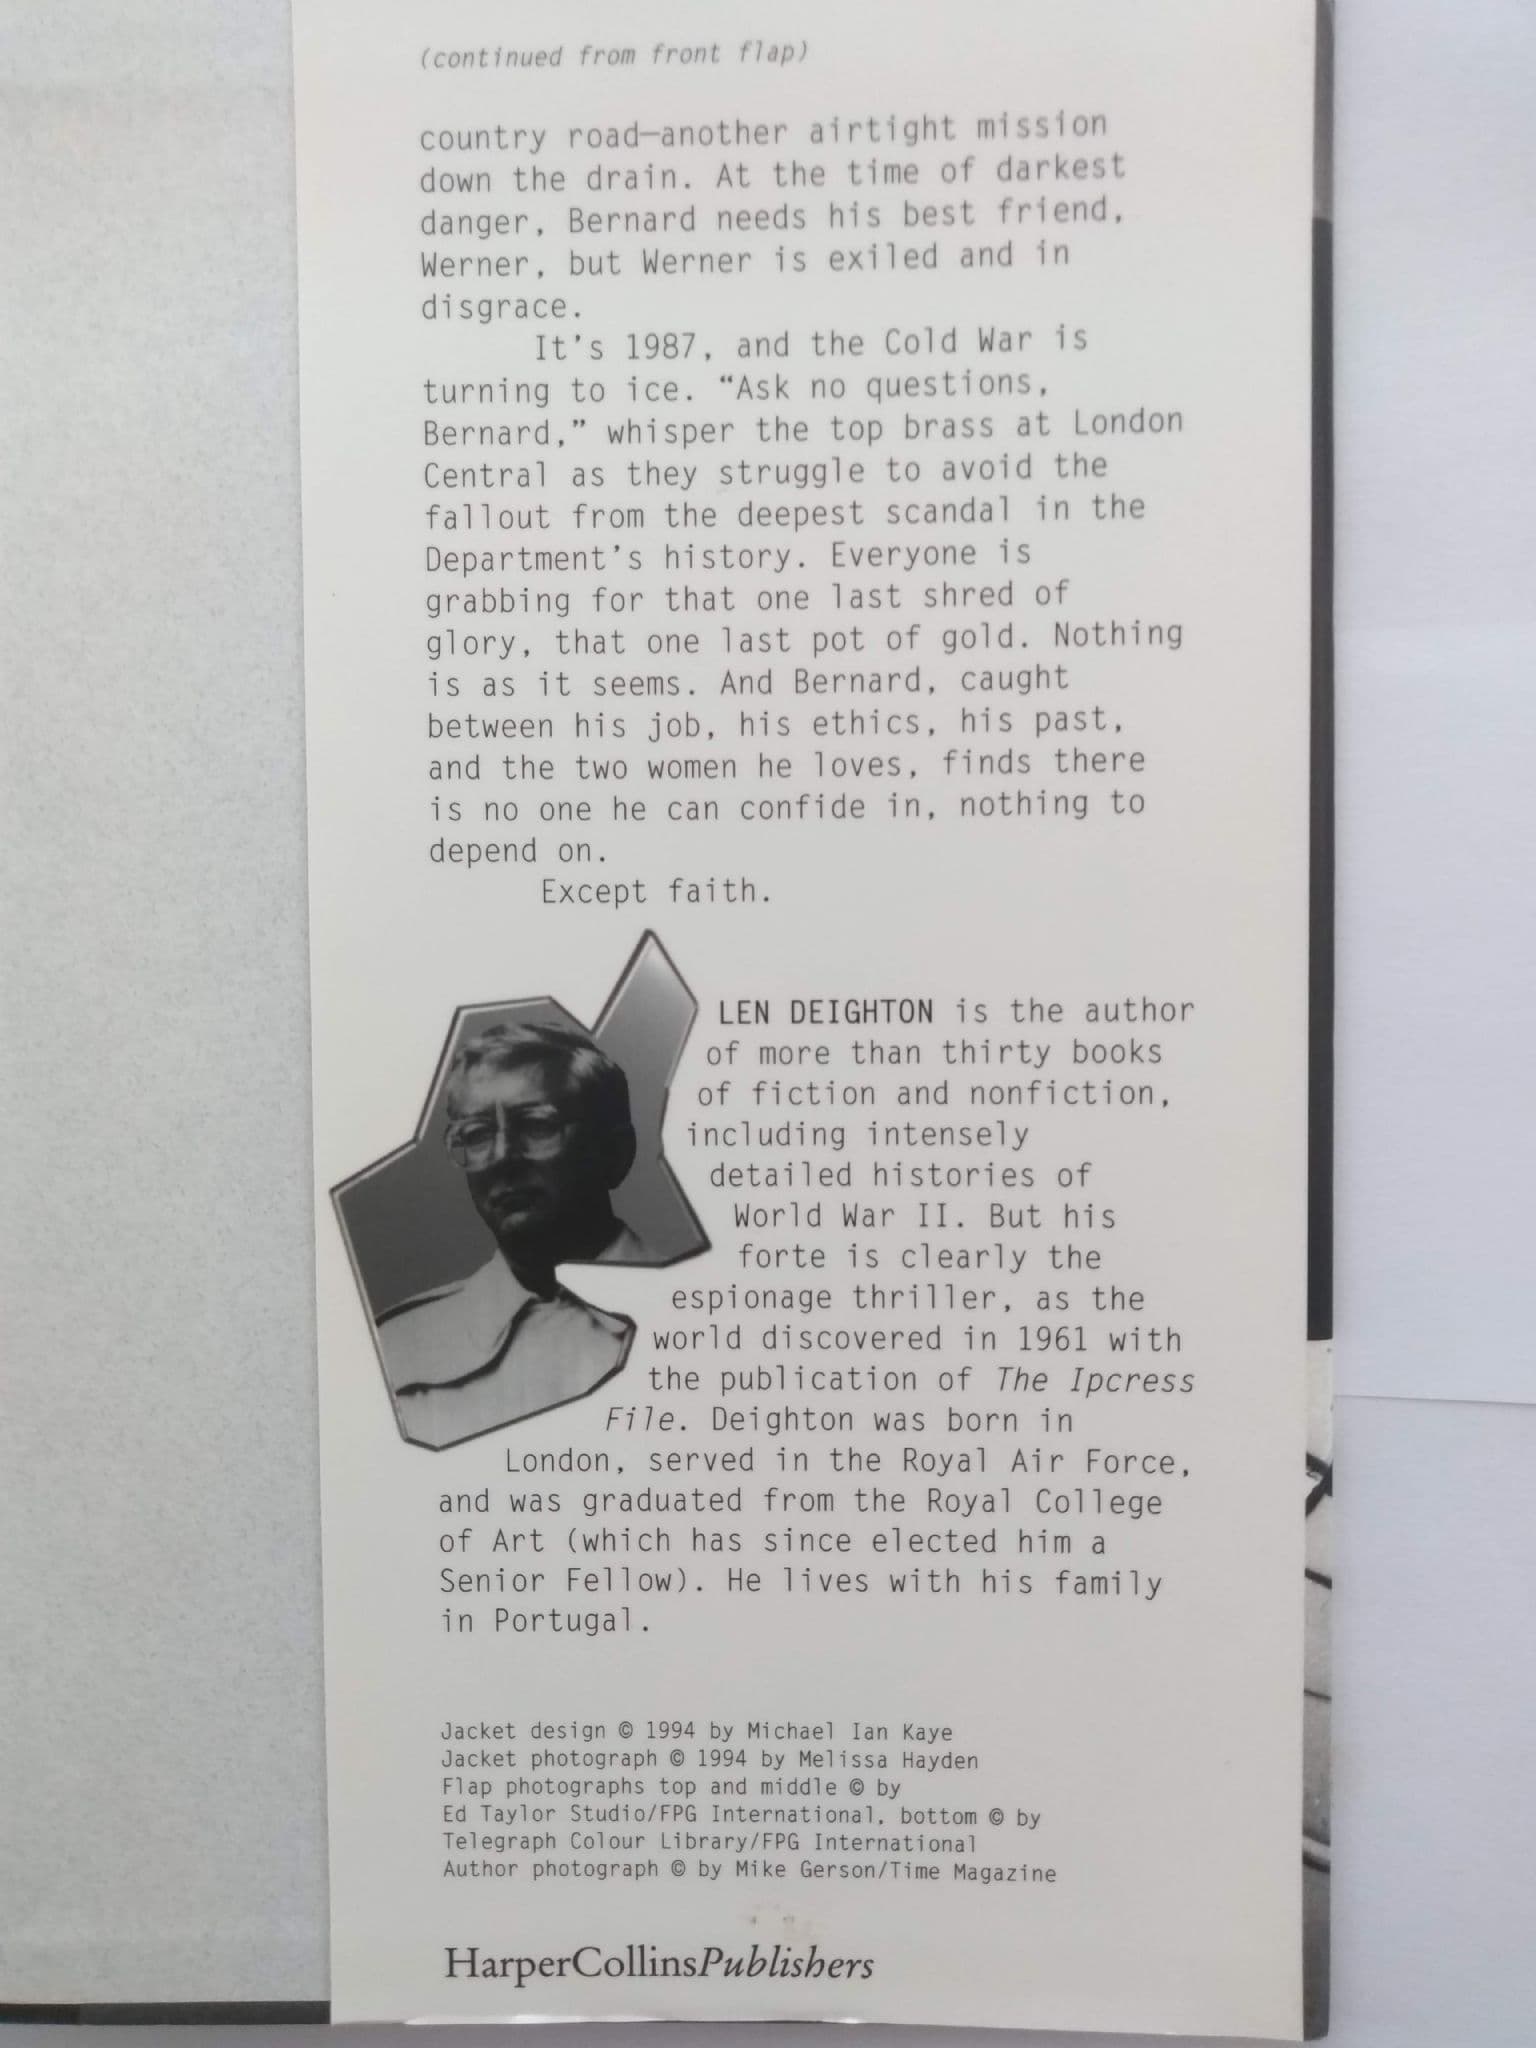 (continued from front flap)
country road—another airtight mission
down the drain. At the time of darkest
danger, Bernard needs his best friend,
Werner, but Werner is exiled and in
disgrace.
It's 1987, and the Cold War is
turning to ice. “Ask no questions,
Bernard,” whisper the top brass at London
Central as they struggle to avoid the
fallout from the deepest scandal in the
Department's history. Everyone is
grabbing for that one last shred of
glory, that one last pot of gold. Nothing
is as it seems. And Bernard, caught
between his job, his ethics, his past,
and the two women he loves, finds there
is no one he can confide in, nothing to
depend on.
Except faith.
LEN DEIGHTON is the author
of more than thirty books
of fiction and nonfiction,
including intensely
detailed histories of
World War II. But his
forte is clearly the
espionage thriller, as the
world discovered in 1961 with
the publication of The Ipcress
File. Deighton was born in
London, served in the Royal Air Force,
and was graduated from the Royal College
of Art (which has since elected him a
Senior Fellow). He lives with his family
in Portugal.
Jacket design © 1994 by Michael Ian Kaye
Jacket photograph © 1994 by Melissa Hayden
Flap photographs top and middle © by
Ed Taylor Studio/FPG International, bottom © by
Telegraph Colour Library/FPG International
Author photograph © by Mike Gerson/Time Magazine
HarperCollinsPublishers